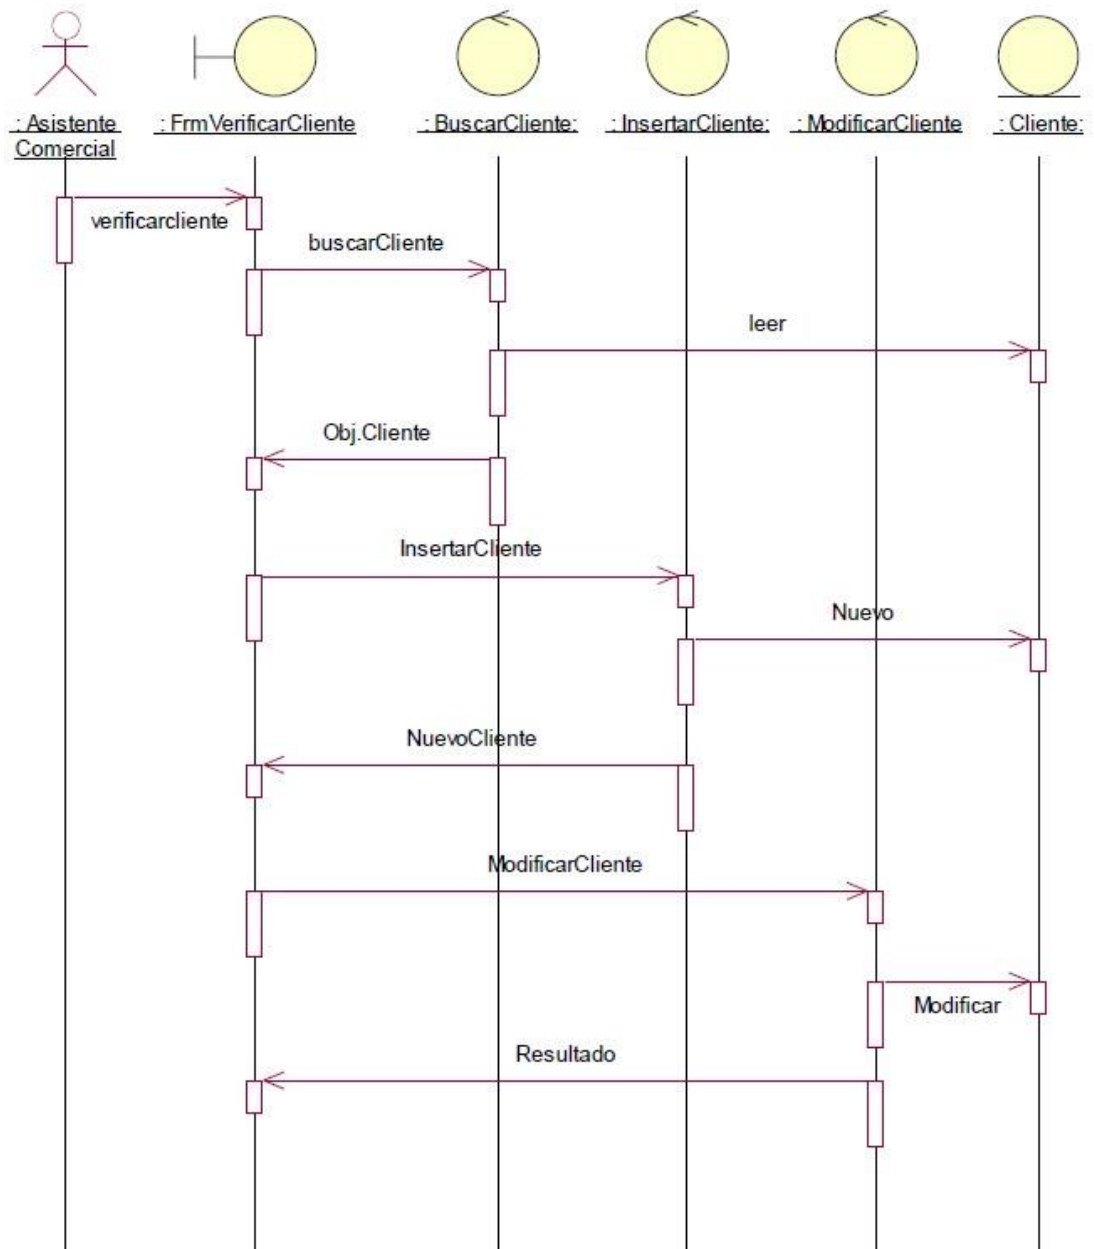 : Asistente
Comercial
: FrmVerificarCliente
: BuscarCliente:
: InsertarCliente:
: ModificarCliente
: Cliente:
verificarcliente
buscarCliente
leer
Obj.Cliente
InsertarCliente
Nuevo
NuevoCliente
ModificarCliente
Modificar
Resultado